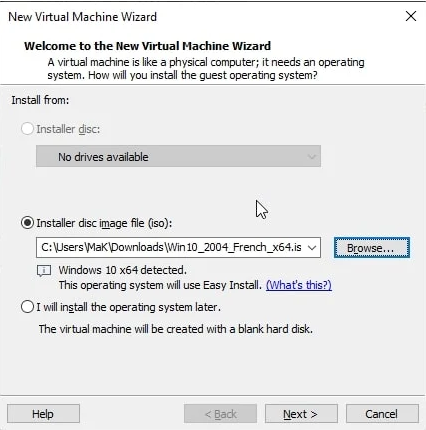 New Virtual Machine Wizard
Welcome to the New Virtual Machine Wizard
A virtual machine is like a physical computer; it needs an operating
system. How will you install the guest operating system?
Install from:
Installer disc:
No drives available
Installer disc image file (iso):
C:\Users\MaK\Downloads\Win10_2004_French_x64.is
Browse...
Windows 10 x64 detected.
This operating system will use Easy Install. (What's this?)
I will install the operating system later.
The virtual machine will be created with a blank hard disk.
Help
< Back
Next >
Cancel